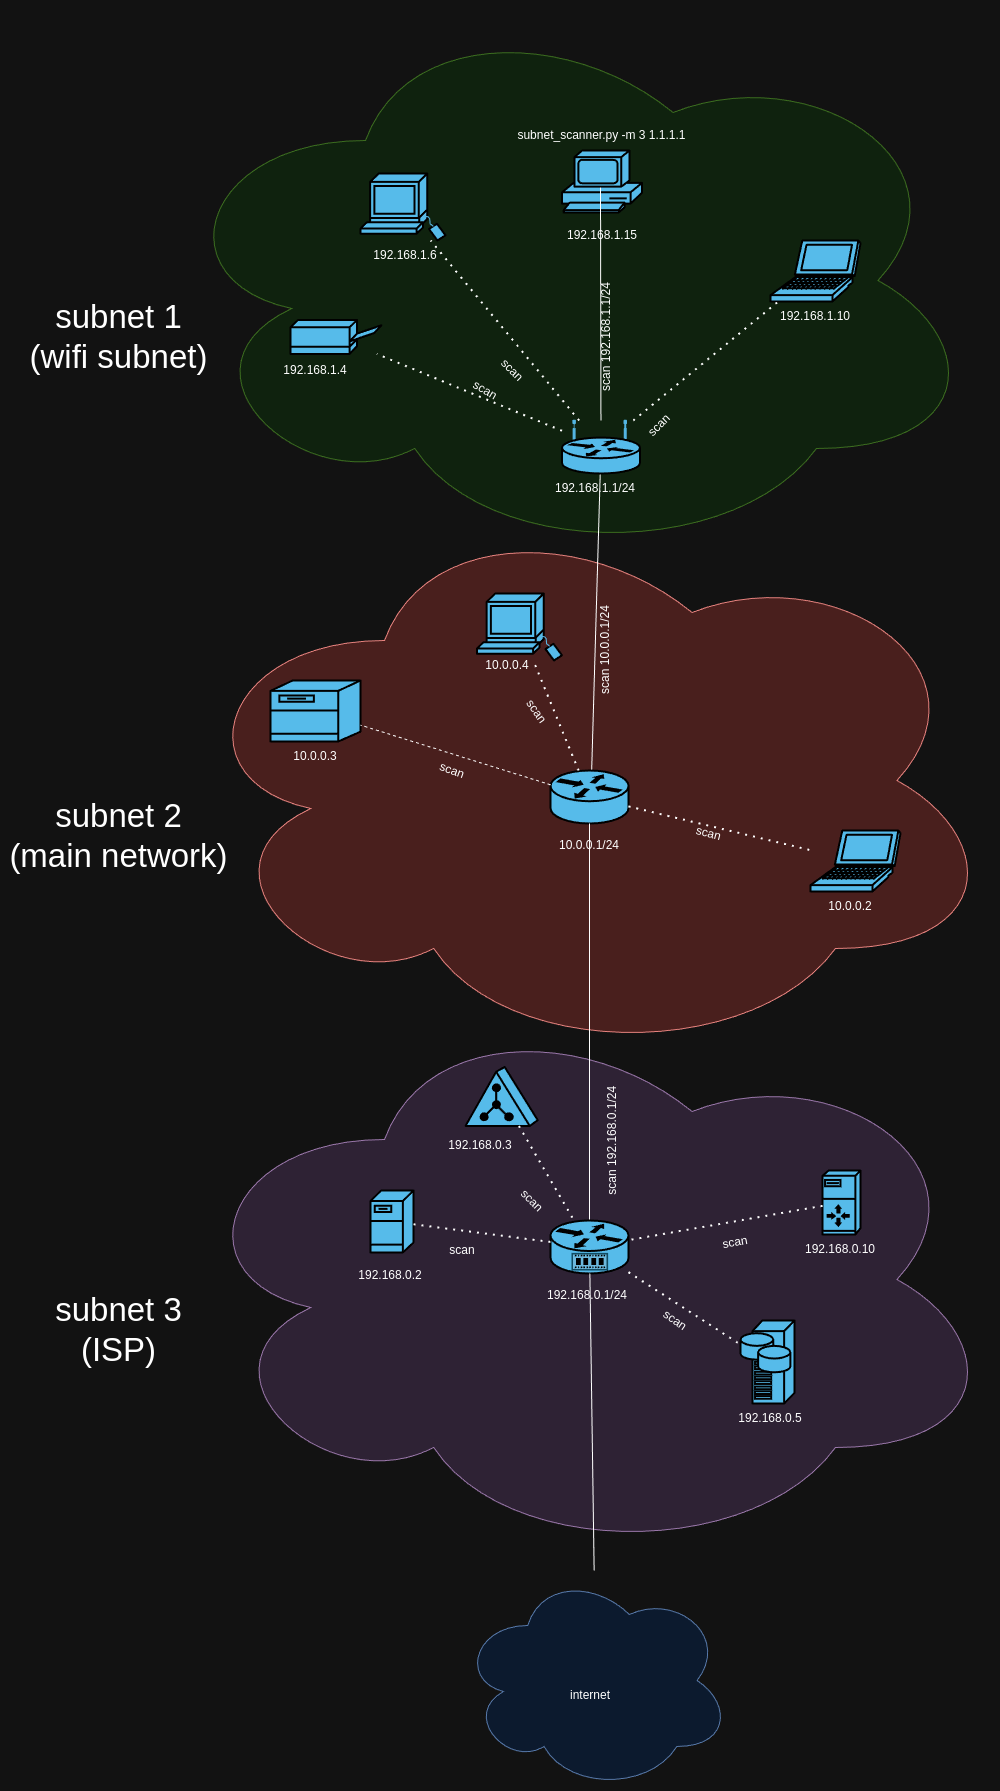 subnet_scanner.py -m 3 1.1.1.1
192.168.1.6
192.168.1.15
192.168.1.10
192.168.1.4
subnet 1
(wifi subnet)
scan
scan
scan 192.168.1.1/24
scan
192.168.1.1/24
scan 10.0.0.1/24
10.0.0.4
10.0.0.3
scan
scan
scan
10.0.0.1/24
10.0.0.2
subnet 2
(main network)
scan 192.168.0.1/24
192.168.0.3
scan
scan
scan
192.168.0.2
192.168.0.10
192.168.0.1/24
scan
192.168.0.5
subnet 3
(ISP)
internet